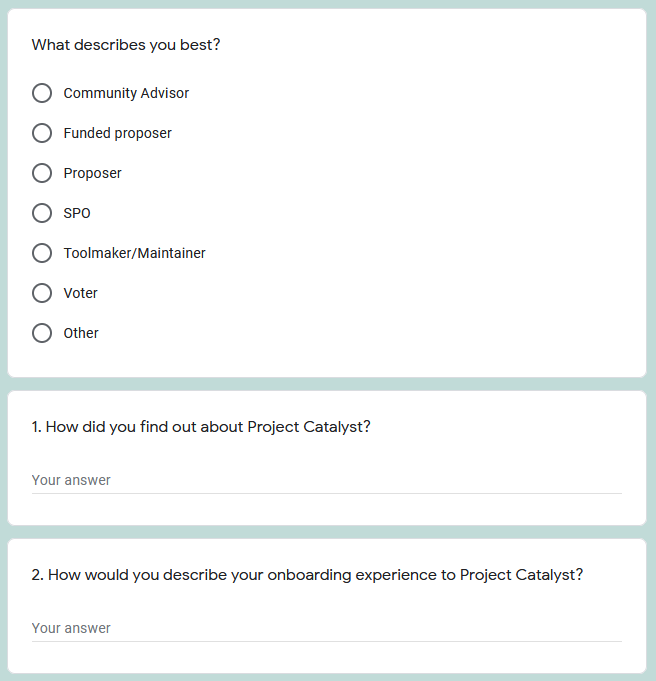 What describes you best?
Community Advisor
Funded proposer
Proposer
SPO
Toolmaker/Maintainer
Voter
Other
1. How did you find out about Project Catalyst?
Your answer
2. How would you describe your onboarding experience to Project Catalyst?
Your answer